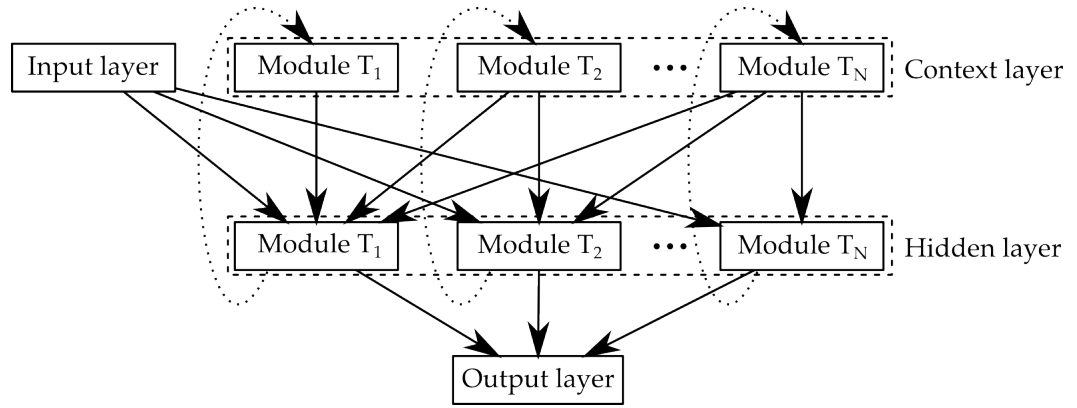 Input layer
Module T1
Module T2
•••
Module TN
Context layer
Module T1
Module T2
•••
Module TN
Hidden layer
Output layer